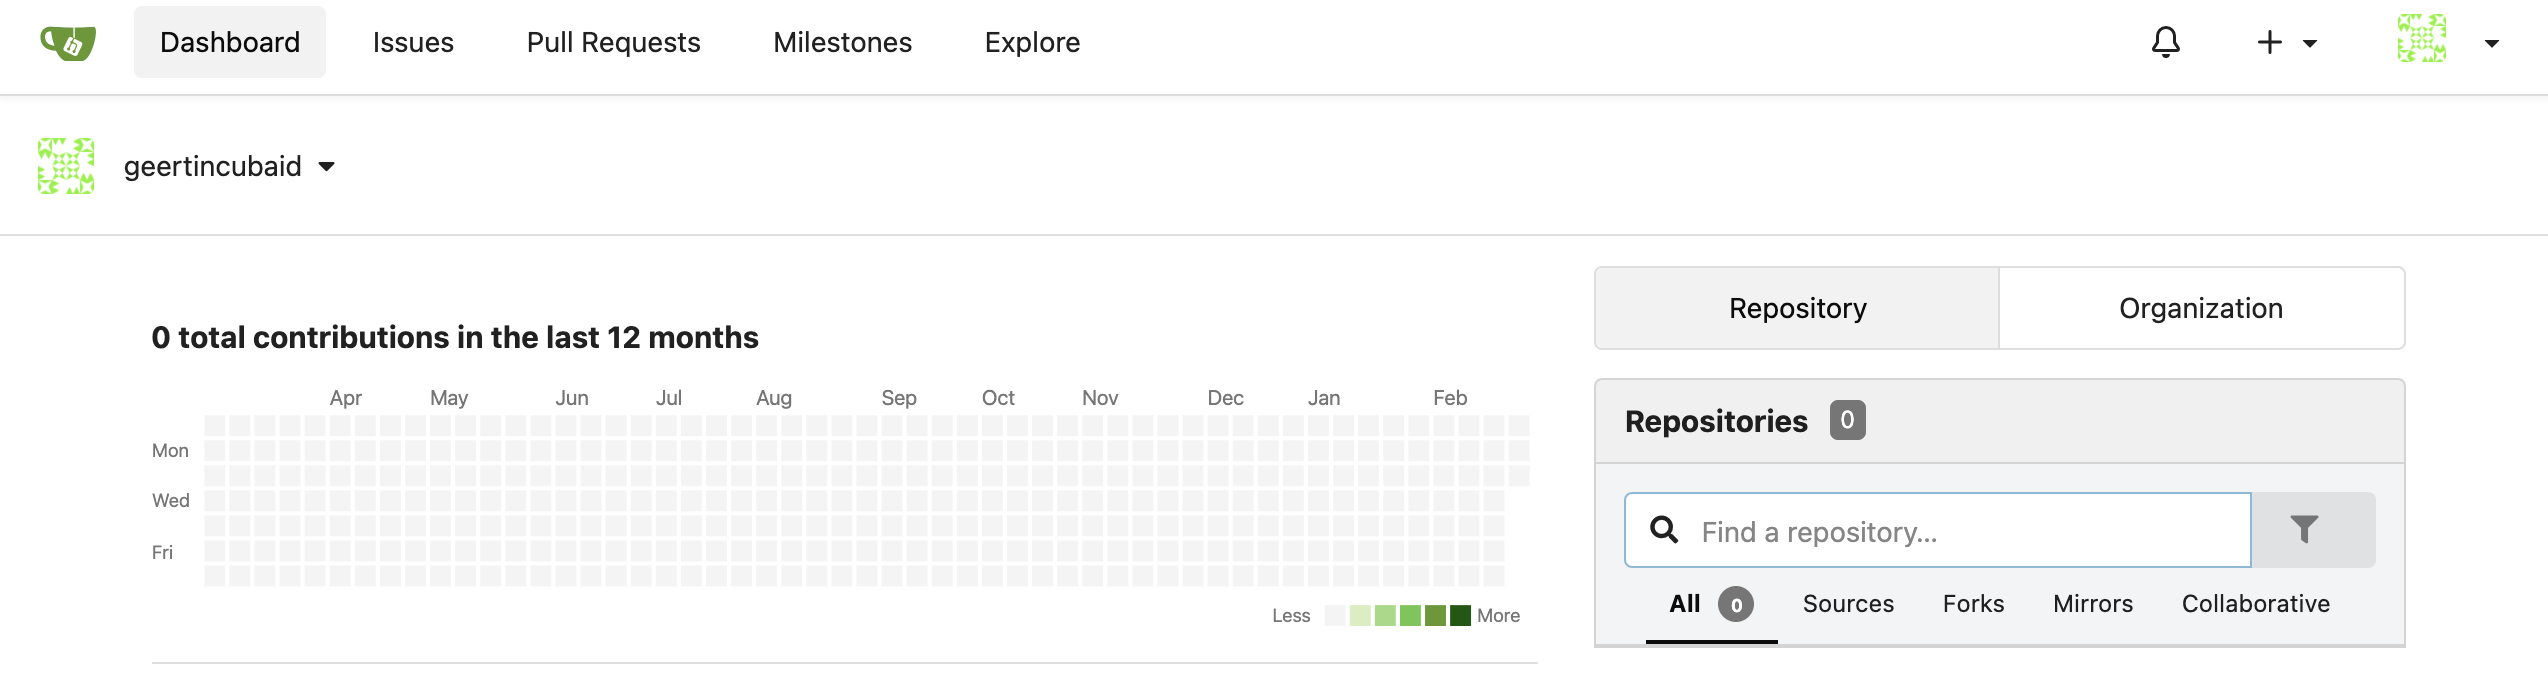 Dashboard Issues Pull Requests Milestones Explore
geertincubaid
0 total contributions in the last 12 months
Apr May Jun Jul Aug Sep Oct Nov Dec Jan Feb
Mon
Wed
Fri
Less More
Repository Organization
Repositories 0
Find a repository...
All 0 Sources Forks Mirrors Collaborative